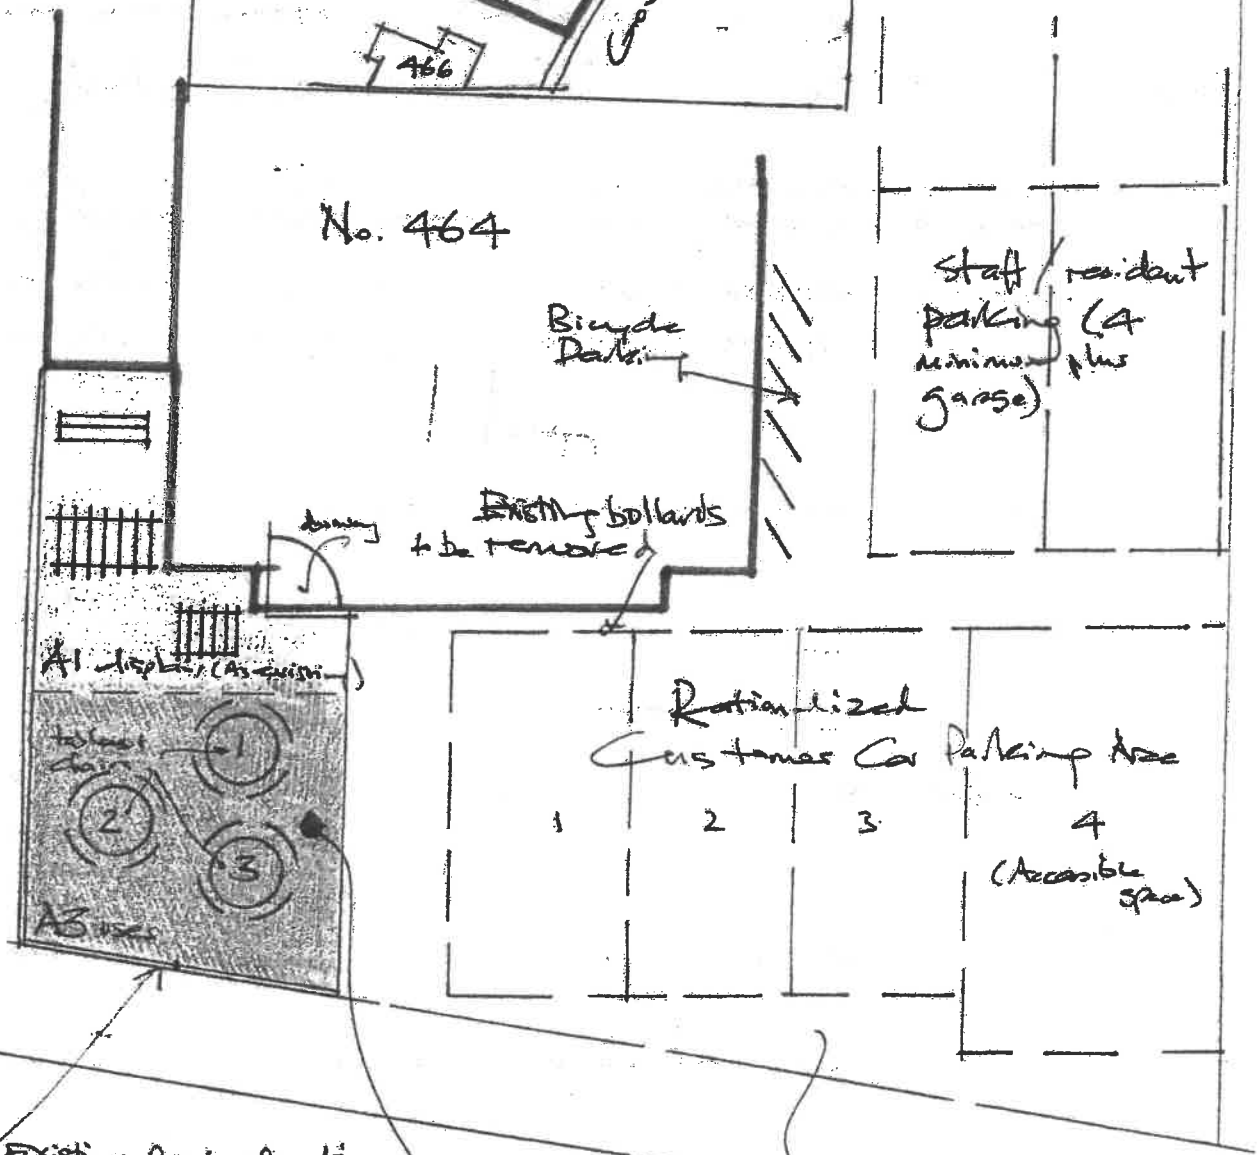 466
No. 464
Staff / resident
parking (4
minimum plus
garage)
Bicycle
Existing bollards
to be removed
A1 display (As existing)
Rationalized
Customer Car Parking Area
tables &
chairs
1
2
3
1
2
3
4
(Accessible
space)
A3 uses
Existing